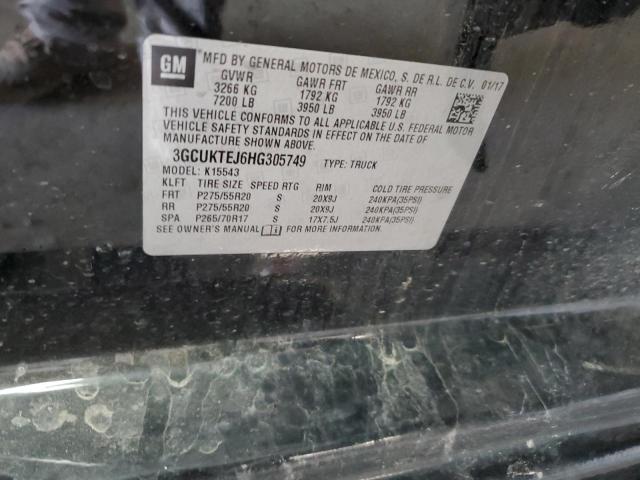 GM
MFD BY GENERAL MOTORS DE MEXICO, S. DE R.L. DE C.V. 01/17
GVWR GAWR FRT GAWR RR
3266 KG 1792 KG 1792 KG
7200 LB 3950 LB 3950 LB
THIS VEHICLE CONFORMS TO ALL APPLICABLE U.S. FEDERAL MOTOR
VEHICLE SAFETY STANDARDS IN EFFECT ON THE DATE OF
MANUFACTURE SHOWN ABOVE.
3GCUKTEJ6HG305749 TYPE: TRUCK
MODEL: K15543
KLFT TIRE SIZE SPEED RTG RIM COLD TIRE PRESSURE
FRT P275/55R20 S 20X9J 240KPA(35PSI)
RR P275/55R20 S 20X9J 240KPA(35PSI)
SPA P265/70R17 S 17X7.5J 240KPA(35PSI)
SEE OWNER'S MANUAL FOR MORE INFORMATION.